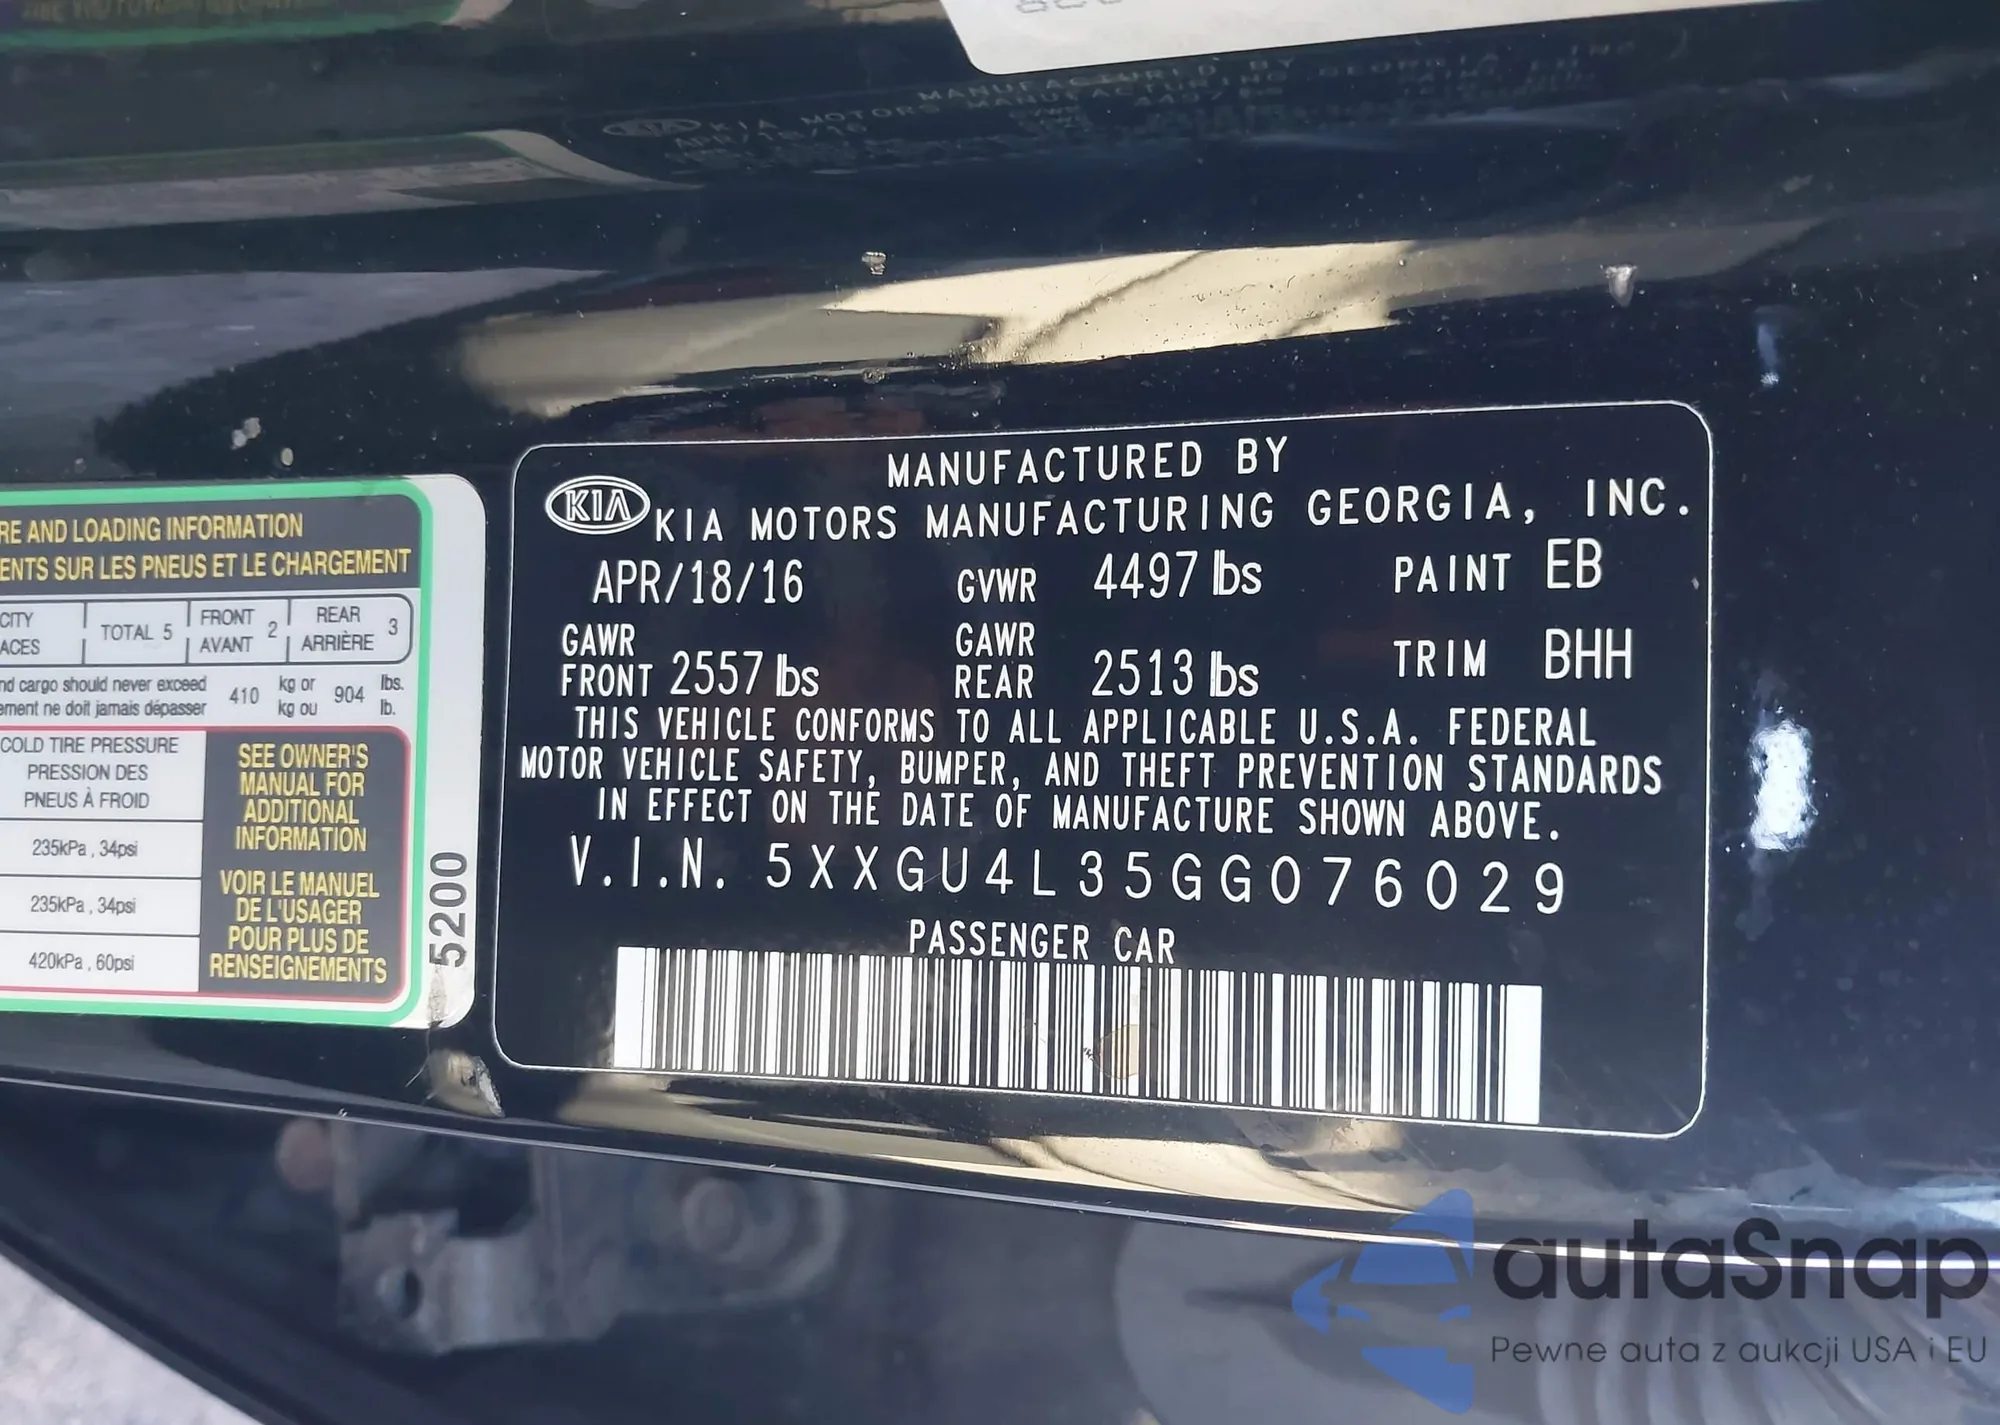 RE AND LOADING INFORMATION
ENTS SUR LES PNEUS ET LE CHARGEMENT
CITY
ACES
TOTAL 5
FRONT
AVANT 2
REAR
ARRIÈRE 3
nd cargo should never exceed
ement ne doit jamais dépasser
410 kg or
kg ou 904 lbs.
lb.
COLD TIRE PRESSURE
PRESSION DES
PNEUS À FROID
235kPa , 34psi
235kPa , 34psi
420kPa , 60psi
SEE OWNER'S
MANUAL FOR
ADDITIONAL
INFORMATION
VOIR LE MANUEL
DE L'USAGER
POUR PLUS DE
RENSEIGNEMENTS
5200
MANUFACTURED BY
KIA KIA MOTORS MANUFACTURING GEORGIA, INC.
APR/18/16 GVWR 4497 lbs PAINT EB
GAWR
FRONT 2557 lbs
GAWR
REAR 2513 lbs
TRIM BHH
THIS VEHICLE CONFORMS TO ALL APPLICABLE U.S.A. FEDERAL
MOTOR VEHICLE SAFETY, BUMPER, AND THEFT PREVENTION STANDARDS
IN EFFECT ON THE DATE OF MANUFACTURE SHOWN ABOVE.
V.I.N. 5XXGU4L35GG076029
PASSENGER CAR
autaSnap
Pewne auta z aukcji USA i EU